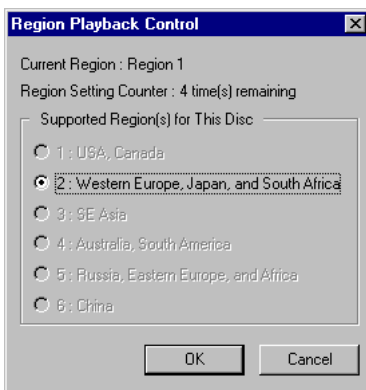 Region Playback Control
Current Region : Region 1
Region Setting Counter : 4 time(s) remaining
Supported Region(s) for This Disc
1 : USA, Canada
2 : Western Europe, Japan, and South Africa
3 : SE Asia
4 : Australia, South America
5 : Russia, Eastern Europe, and Africa
6 : China
OK Cancel